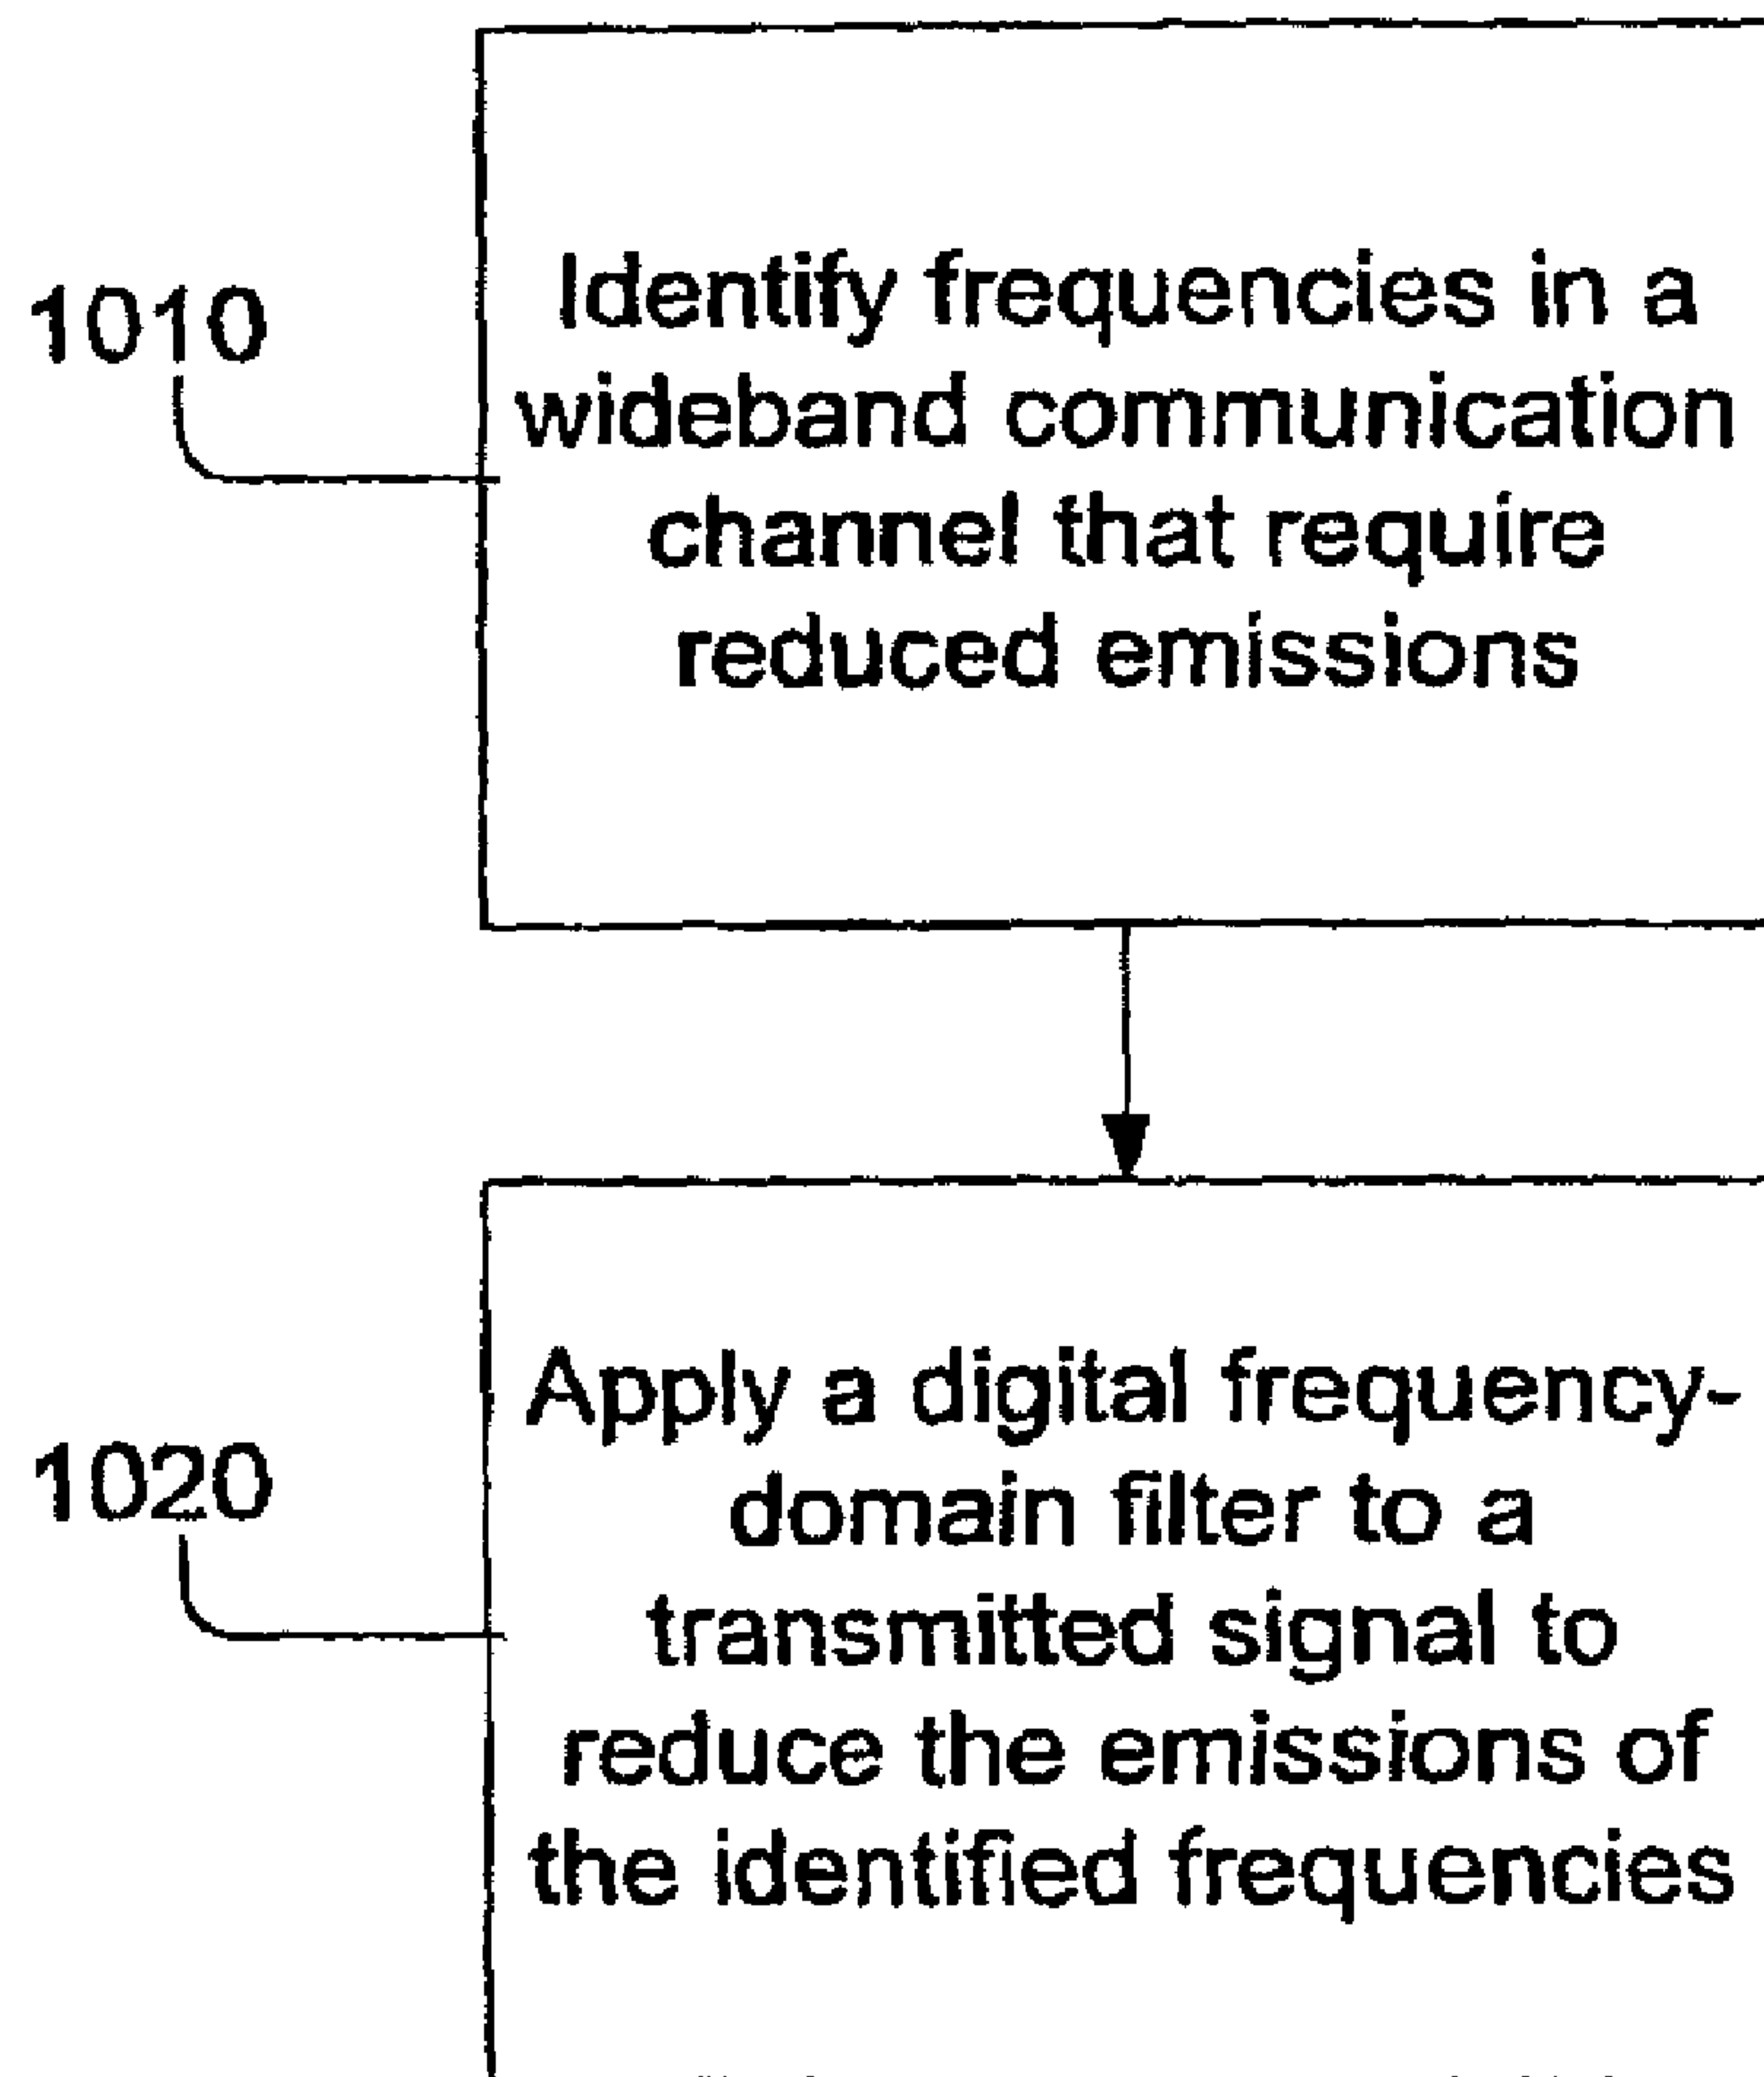 1010
Identify frequencies in a
wideband communication
channel that require
reduced emissions
1020
Apply a digital frequency-
domain filter to a
transmitted signal to
reduce the emissions of
the identified frequencies